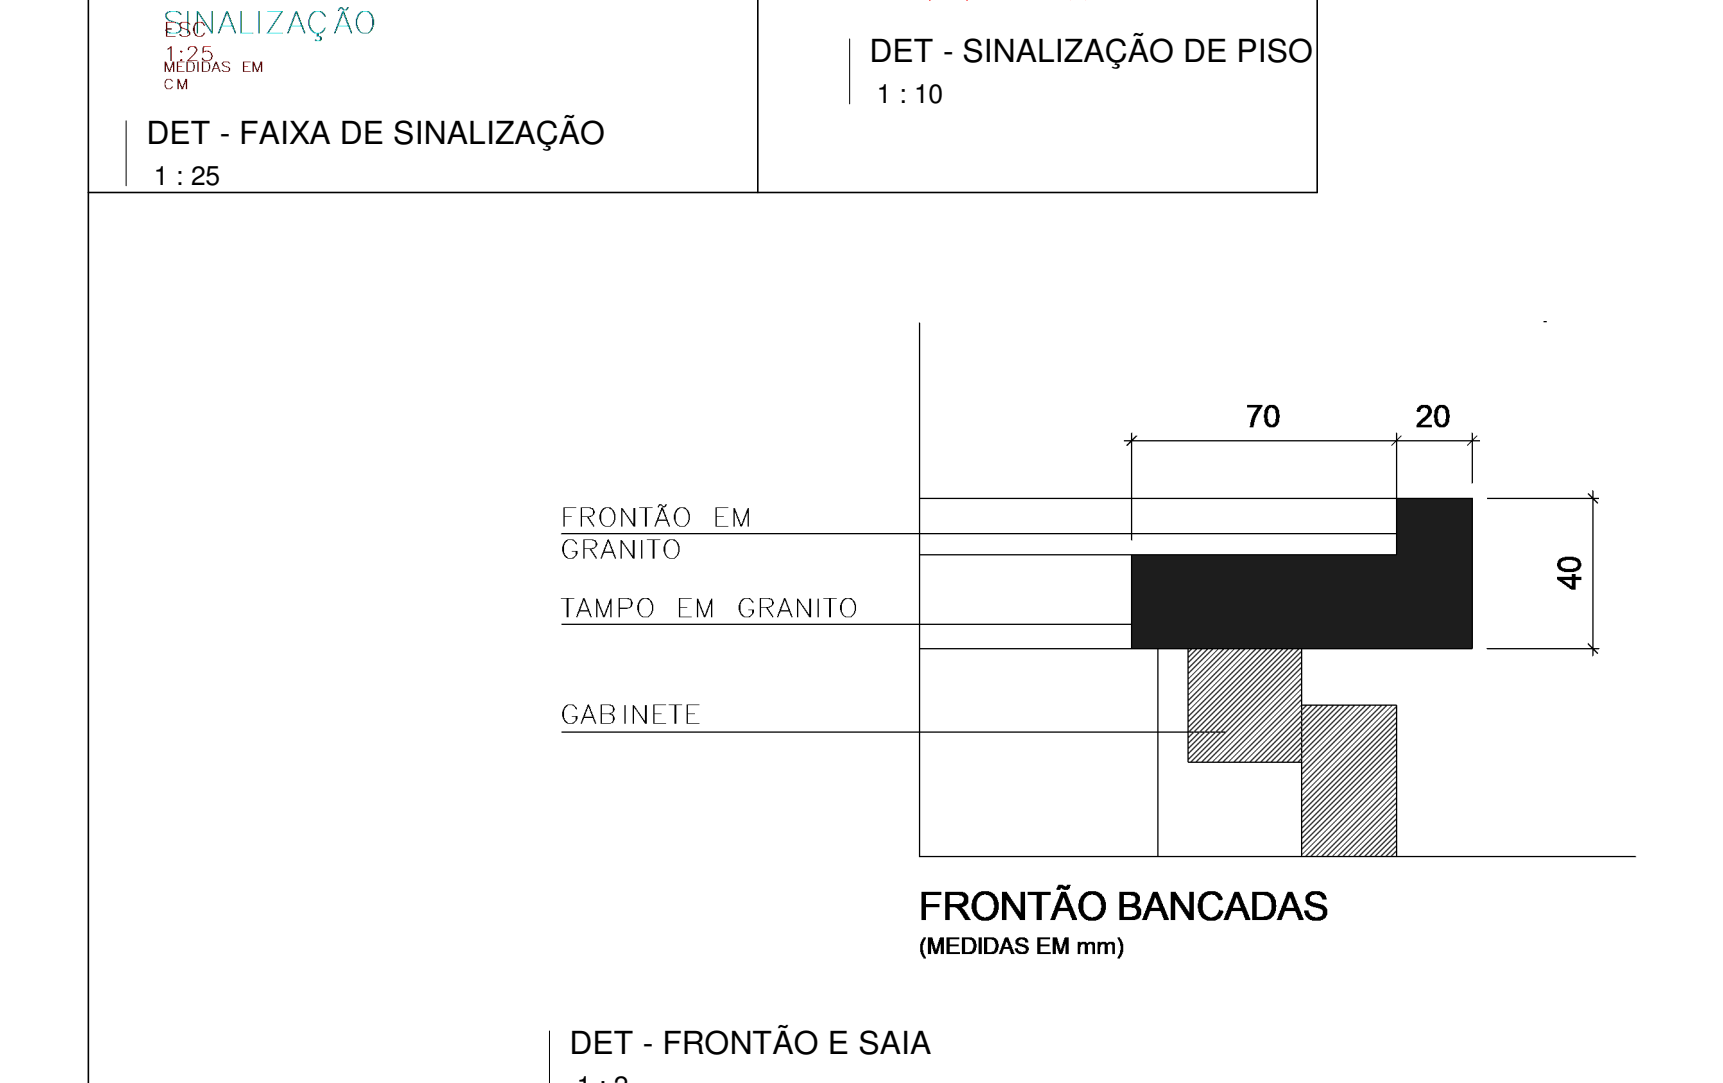 SINALIZAÇÃO
ESC
1:25
MEDIDAS EM
CM
DET - FAIXA DE SINALIZAÇÃO
1 : 25
DET - SINALIZAÇÃO DE PISO
1 : 10
70
20
FRONTÃO EM
GRANITO
TAMPO EM GRANITO
40
GABINETE
FRONTÃO BANCADAS
(MEDIDAS EM mm)
DET - FRONTÃO E SAIA